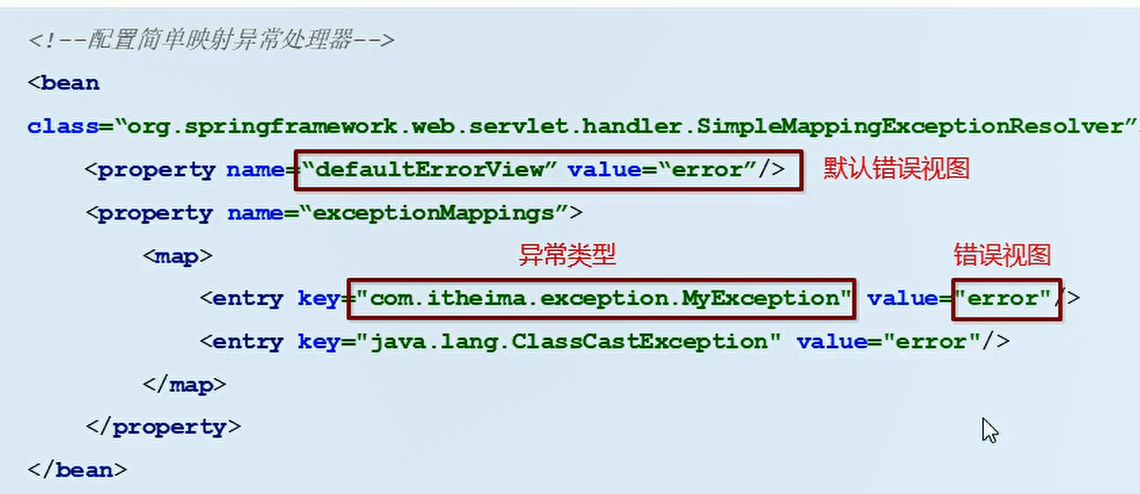 <!--配置简单映射异常处理器-->
<bean
class=“org.springframework.web.servlet.handler.SimpleMappingExceptionResolver”
<property name=“defaultErrorView” value=“error”/> 默认错误视图
<property name=“exceptionMappings”>
<map> 异常类型 错误视图
<entry key="com.itheima.exception.MyException" value="error"/>
<entry key="java.lang.ClassCastException" value="error"/>
</map>
</property>
</bean>